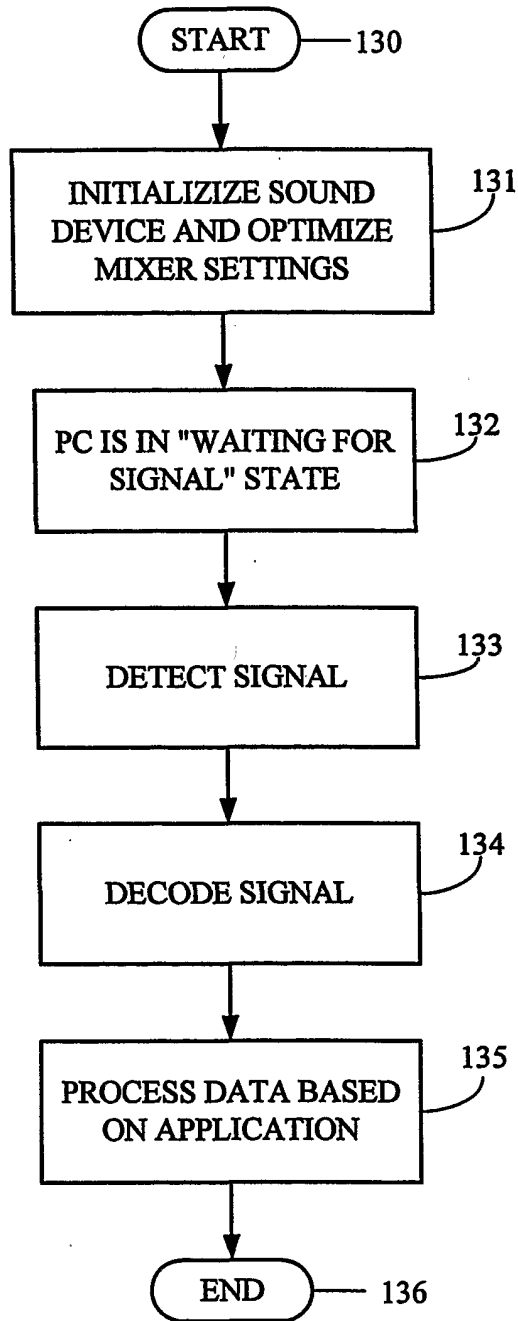 START
130
INITIALIZIZE SOUND
DEVICE AND OPTIMIZE
MIXER SETTINGS
131
PC IS IN "WAITING FOR
SIGNAL" STATE
132
DETECT SIGNAL
133
DECODE SIGNAL
134
PROCESS DATA BASED
ON APPLICATION
135
END
136